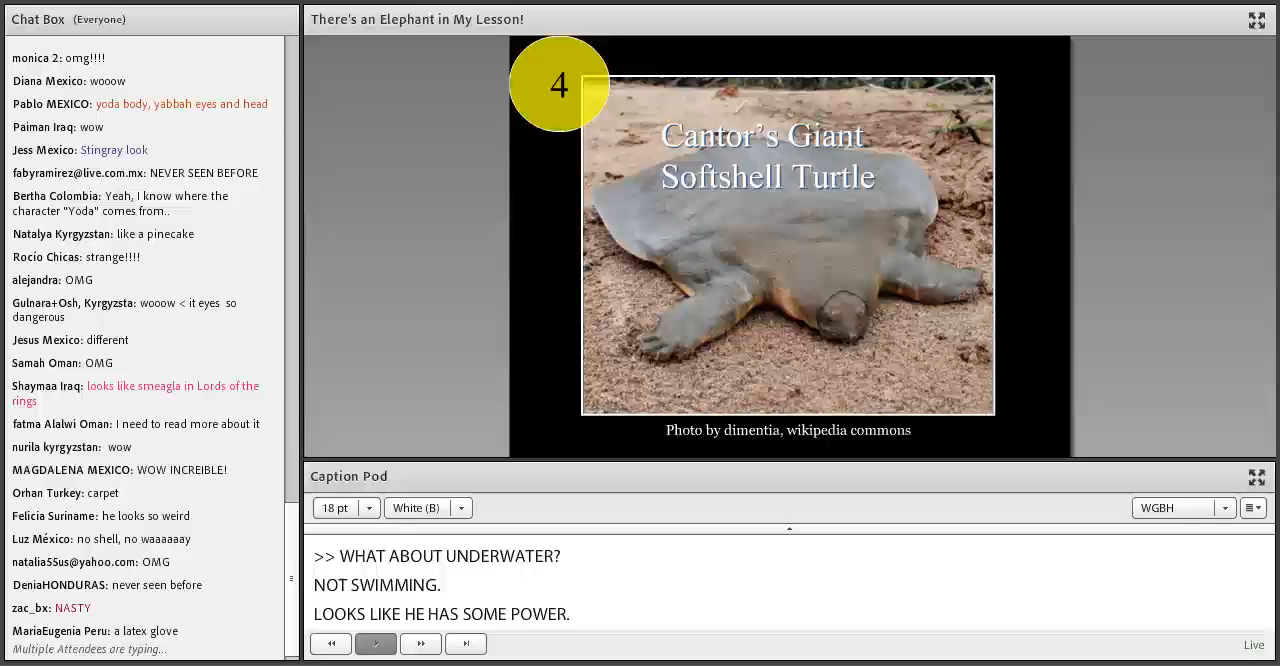 Chat Box (Everyone)
monica 2: omg!!!!
Diana Mexico: wooow
Pablo MEXICO: yoda body, yabbah eyes and head
Paiman Iraq: wow
Jess Mexico: Stingray look
fabyramirez@live.com.mx: NEVER SEEN BEFORE
Bertha Colombia: Yeah, I know where the
character "Yoda" comes from..
Natalya Kyrgyzstan: like a pinecake
Rocío Chicas: strange!!!!
alejandra: OMG
Gulnara+Osh, Kyrgyzsta: wooow < it eyes so
dangerous
Jesus Mexico: different
Samah Oman: OMG
Shaymaa Iraq: looks like smeagla in Lords of the
rings
fatma Alalwi Oman: I need to read more about it
nurila kyrgyzstan: wow
MAGDALENA MEXICO: WOW INCREIBLE!
Orhan Turkey: carpet
Felicia Suriname: he looks so weird
Luz México: no shell, no waaaaaay
natalia55us@yahoo.com: OMG
DeniaHONDURAS: never seen before
zac_bx: NASTY
MariaEugenia Peru: a latex glove
Multiple Attendees are typing...
There's an Elephant in My Lesson!
4
Cantor's Giant
Softshell Turtle
Photo by dimentia, wikipedia commons
Caption Pod
18 pt White (B) WGBH
>> WHAT ABOUT UNDERWATER?
NOT SWIMMING.
LOOKS LIKE HE HAS SOME POWER.
Live